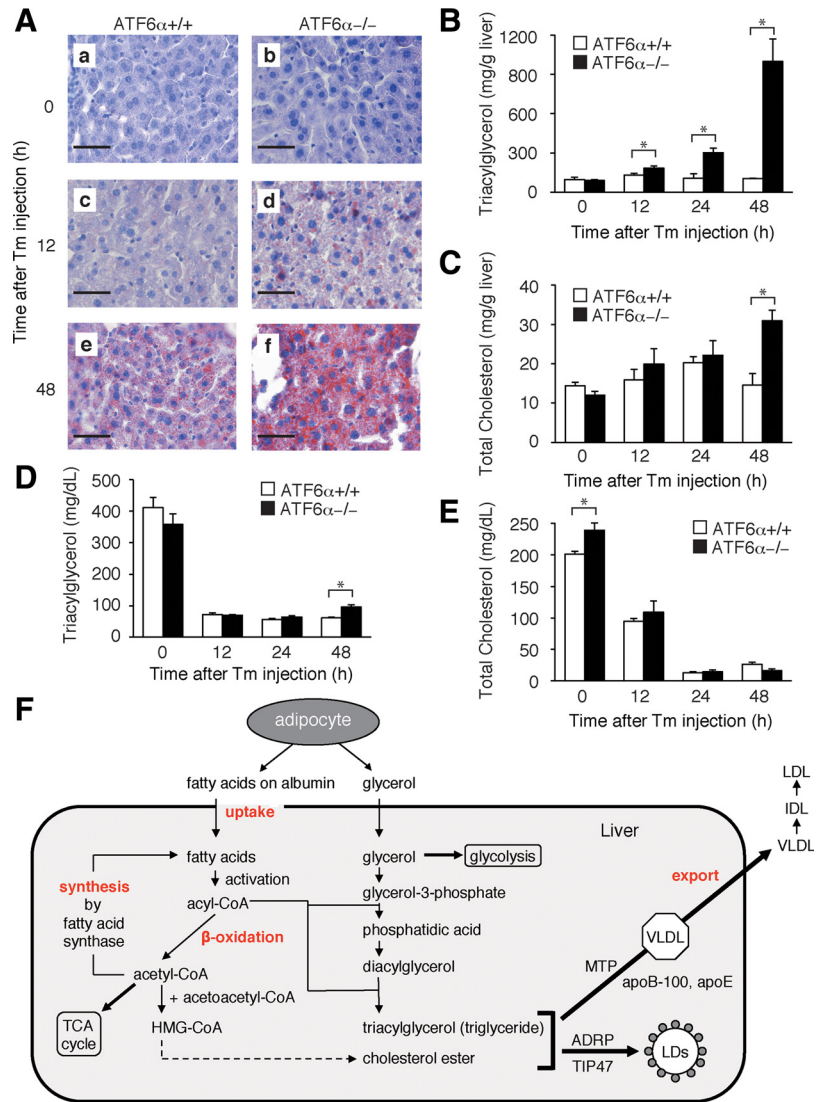 A
ATF6α+/+
ATF6α−/−
Time after Tm injection (h)
0
12
48
a
b
c
d
e
f
B
Triacylglycerol (mg/g liver)
1200
900
600
300
0
ATF6α+/+
ATF6α−/−
*
*
*
0 12 24 48
Time after Tm injection (h)
C
Total Cholesterol (mg/g liver)
40
30
20
10
0
ATF6α+/+
ATF6α−/−
*
0 12 24 48
Time after Tm injection (h)
D
Triacylglycerol (mg/dL)
500
400
300
200
100
0
ATF6α+/+
ATF6α−/−
*
0 12 24 48
Time after Tm injection (h)
E
Total Cholesterol (mg/dL)
250
200
150
100
50
0
*
ATF6α+/+
ATF6α−/−
0 12 24 48
Time after Tm injection (h)
F
adipocyte
fatty acids on albumin
glycerol
uptake
Liver
fatty acids
glycerol
glycolysis
activation
glycerol-3-phosphate
synthesis
by
fatty acid
synthase
acyl-CoA
phosphatidic acid
β-oxidation
diacylglycerol
acetyl-CoA
+ acetoacetyl-CoA
TCA
cycle
HMG-CoA
triacylglycerol (triglyceride)
cholesterol ester
MTP
VLDL
apoB-100, apoE
export
LDL
IDL
VLDL
ADRP
TIP47
LDs